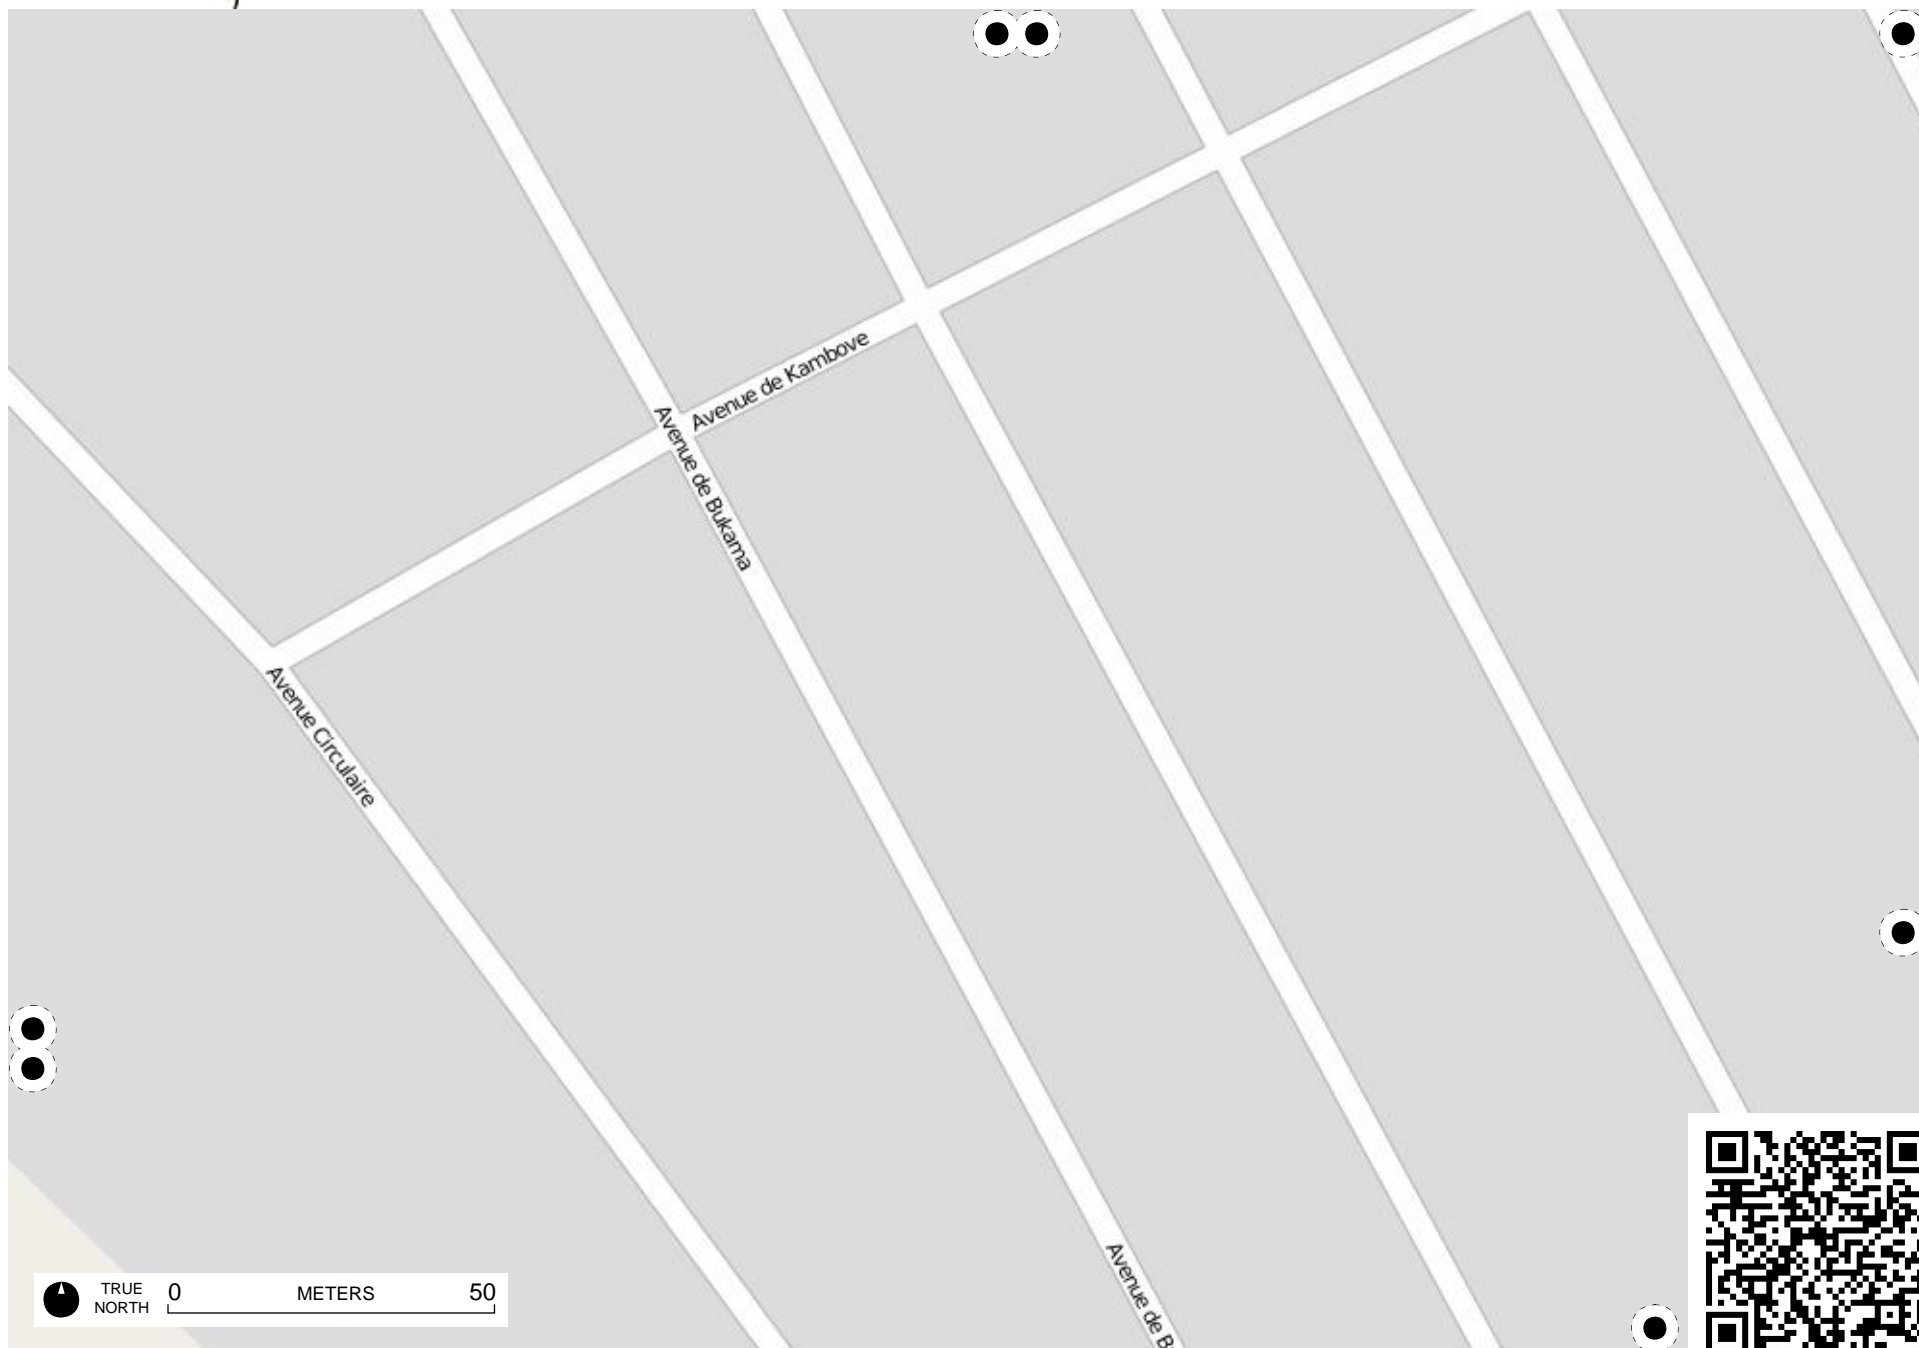 Avenue de Kambove
Avenue de Bukama
Avenue Circulaire
Avenue de B
TRUE NORTH
0 METERS 50